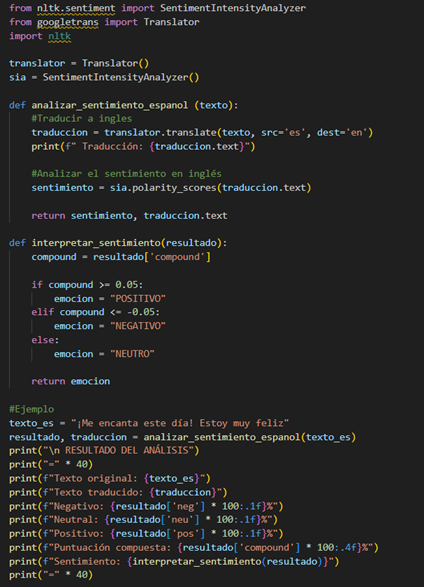 from nltk.sentiment import SentimentIntensityAnalyzer
from googletrans import Translator
import nltk

translator = Translator()
sia = SentimentIntensityAnalyzer()

def analizar_sentimiento_espanol (texto):
    #Traducir a ingles
    traduccion = translator.translate(texto, src='es', dest='en')
    print(f" Traducción: {traduccion.text}")

    #Analizar el sentimiento en inglés
    sentimiento = sia.polarity_scores(traduccion.text)

    return sentimiento, traduccion.text

def interpretar_sentimiento(resultado):
    compound = resultado['compound']

    if compound >= 0.05:
        emocion = "POSITIVO"
    elif compound <= -0.05:
        emocion = "NEGATIVO"
    else:
        emocion = "NEUTRO"

    return emocion

#Ejemplo
texto_es = "¡Me encanta este día! Estoy muy feliz"
resultado, traduccion = analizar_sentimiento_espanol(texto_es)
print("\n RESULTADO DEL ANÁLISIS")
print("=" * 40)
print(f"Texto original: {texto_es}")
print(f"Texto traducido: {traduccion}")
print(f"Negativo: {resultado['neg'] * 100:.1f}%")
print(f"Neutral: {resultado['neu'] * 100:.1f}%")
print(f"Positivo: {resultado['pos'] * 100:.1f}%")
print(f"Puntuación compuesta: {resultado['compound'] * 100:.4f}%")
print(f"Sentimiento: {interpretar_sentimiento(resultado)}")
print("=" * 40)